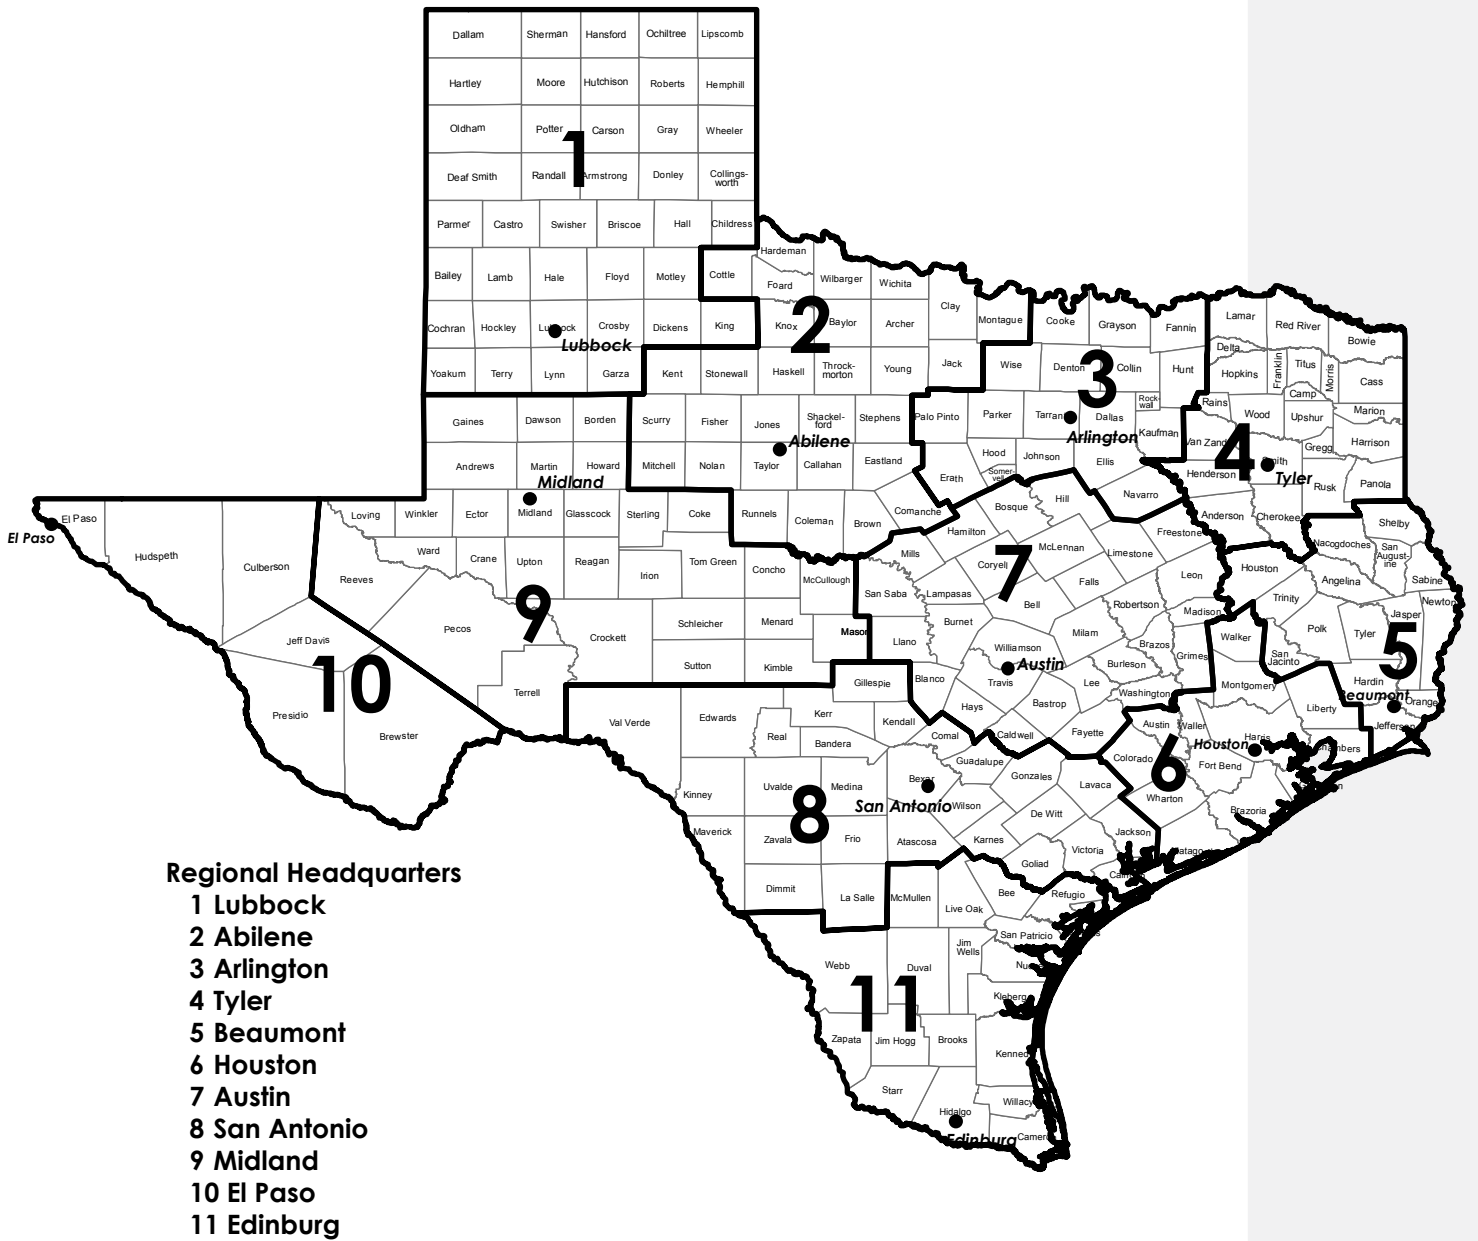 Dallam Sherman Hansford Ochiltree Lipscomb
Hartley Moore Hutchison Roberts Hemphill
Oldham Potter Carson Gray Wheeler
1
Deaf Smith Randall Armstrong Donley Collings-
worth
Parmer Castro Swisher Briscoe Hall Childress
Hardeman
Bailey Lamb Hale Floyd Motley Cottle Foard Wilbarger Wichita
Clay
Cochran Hockley Crosby Dickens King Knox Baylor Archer Montague Cooke Grayson Fannin Lamar Red River
2
Lubbock
Bowie
Delta
Yoakum Terry Lynn Garza Kent Stonewall Haskell Throck-
morton Young Jack Wise Denton Collin Hunt Hopkins Franklin Titus Morris Cass
3
Camp
Gaines Dawson Borden Scurry Fisher Jones Shackel-
ford Stephens Palo Pinto Parker Dallas Rock-
wall Rains Wood Upshur Marion
Abilene
Arlington
Kaufman
4
Gregg Harrison
Andrews Martin Howard Mitchell Nolan Taylor Callahan Eastland Erath Hood Johnson Ellis Henderson
Somer-
vell
Tyler
Rusk Panola
Midland
El Paso
El Paso
Loving Winkler Ector Midland Glasscock Sterling Coke Runnels Coleman Brown Comanche Bosque Hill Navarro Anderson Cherokee Shelby
Hamilton
Freestone
Hudspeth Culberson Reeves Ward Crane Upton Reagan Irion Tom Green Concho McCullough Mills Coryell McLennan Limestone
7
Houston Nacogdoches San
August-
ine Sabine
Angelina
San Saba Lampasas Bell Falls Leon Robertson Madison Trinity Newton
9
Jeff Davis Pecos Crockett Schleicher Menard Mason Llano Burnet Williamson Milam Brazos Grimes Walker Polk Tyler Jasper
5
10
Sutton Kimble
San
Jacinto
Presidio Brewster Terrell Val Verde Edwards Gillespie Blanco Travis
Austin
Lee Burleson Washington Montgomery Hardin
Beaumont
Orange
Kerr Kendall Hays Bastrop Liberty Jefferson
Real Bandera Comal Caldwell Fayette Austin Waller
Houston
Harris
Guadalupe Colorado
6
Fort Bend
Kinney Uvalde Medina Bexar Gonzales Lavaca Wharton Brazoria
San Antonio
8
Wilson De Witt
Maverick Zavala Frio Atascosa Karnes Jackson
Victoria
Goliad
Dimmit La Salle McMullen Bee Refugio
Live Oak
San Patricio
Webb Duval Jim
Wells
11
Kleberg
Zapata Jim Hogg Brooks
Starr
Willacy
Hidalgo
Edinburg
Regional Headquarters
1 Lubbock
2 Abilene
3 Arlington
4 Tyler
5 Beaumont
6 Houston
7 Austin
8 San Antonio
9 Midland
10 El Paso
11 Edinburg